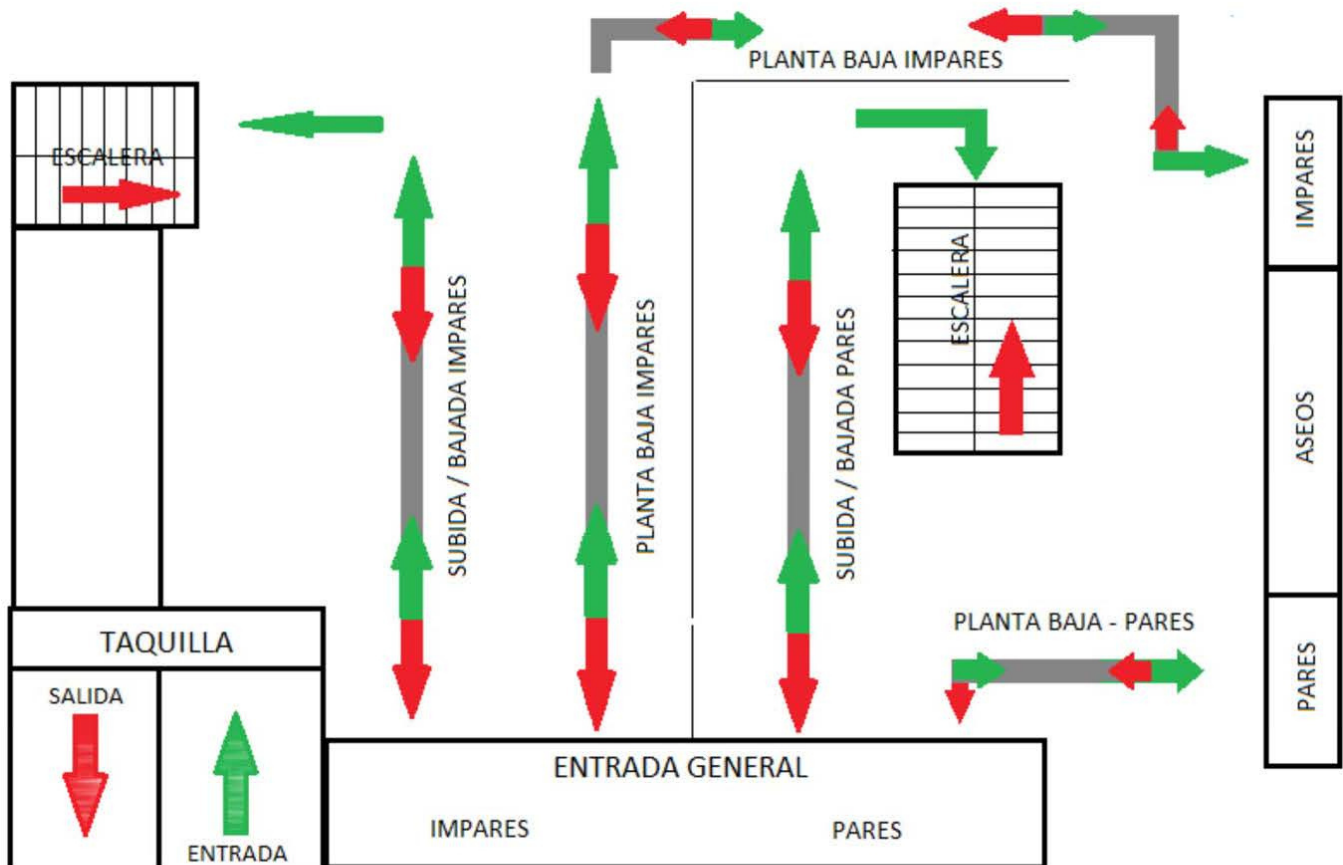 PLANTA BAJA IMPARES
ESCALERA
IMPARES
SUBIDA / BAJADA IMPARES
PLANTA BAJA IMPARES
SUBIDA / BAJADA PARES
ESCALERA
ASEOS
PLANTA BAJA - PARES
PARES
TAQUILLA
SALIDA
ENTRADA
ENTRADA GENERAL
IMPARES
PARES